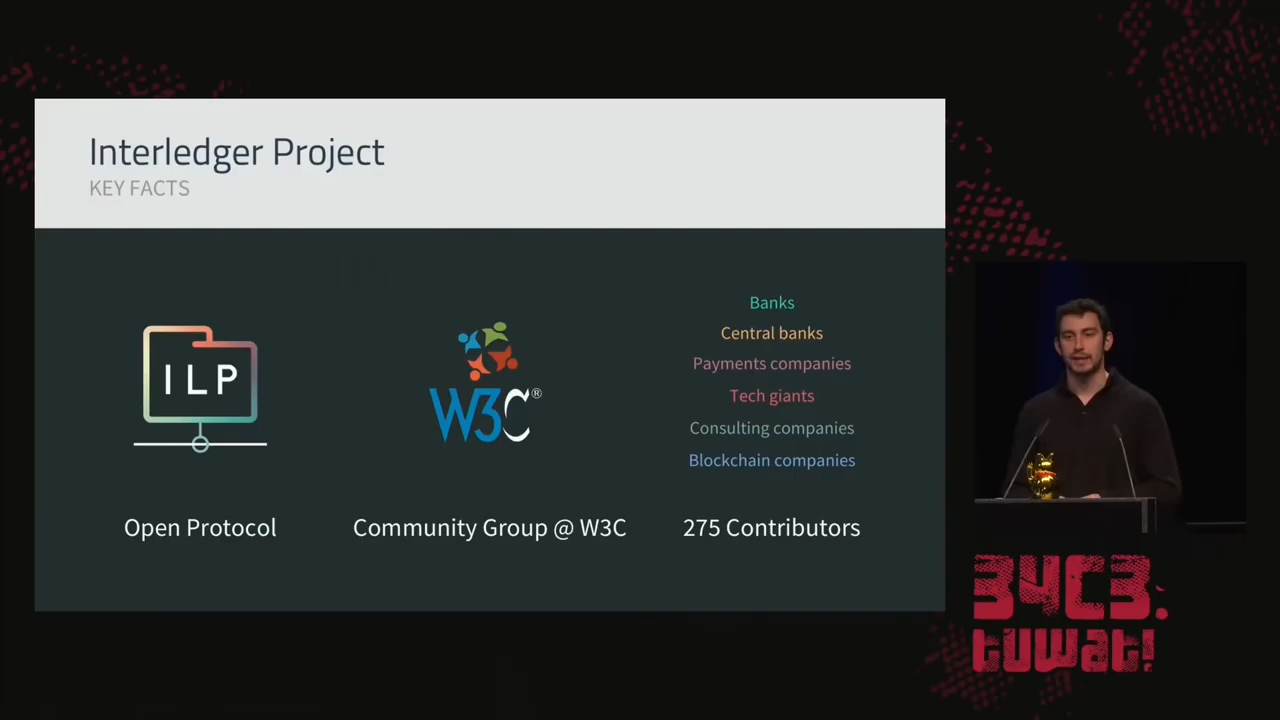 Interledger Project
KEY FACTS
ILP
Open Protocol
W3C®
Community Group @ W3C
Banks
Central banks
Payments companies
Tech giants
Consulting companies
Blockchain companies
275 Contributors
34C3.
tuwat!